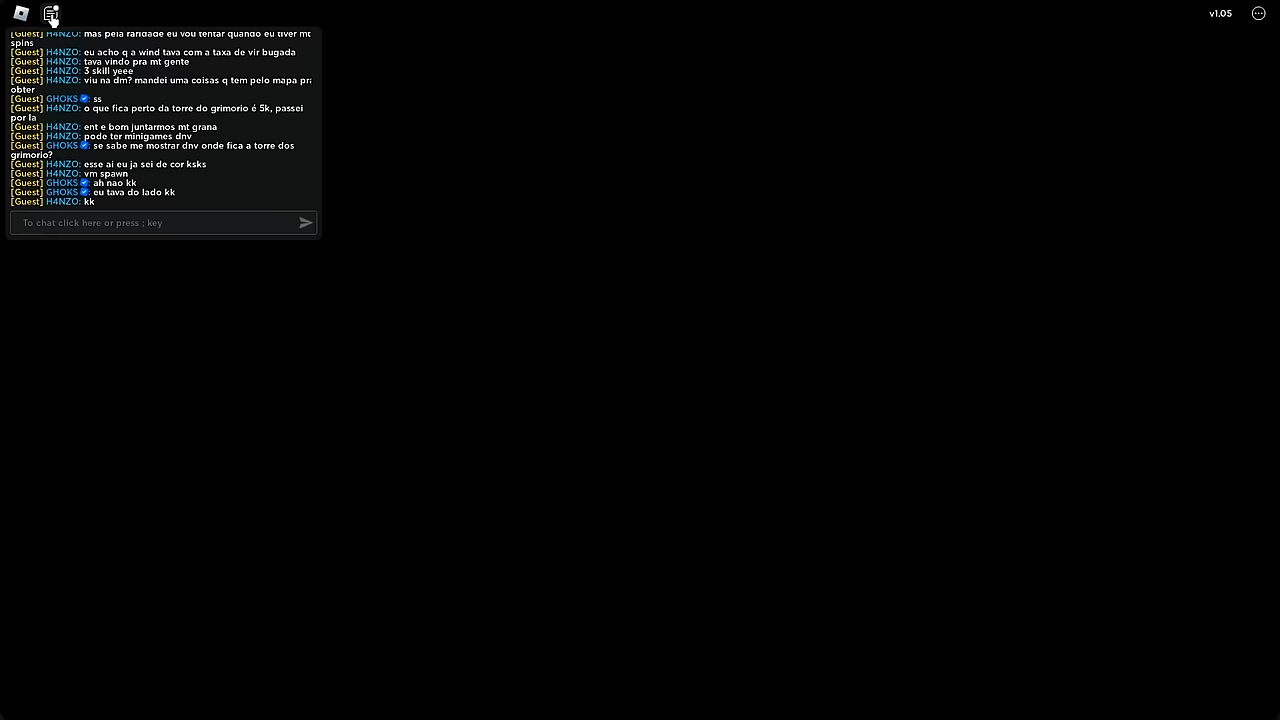 v1.05
[Guest] H4NZO: mas pela raridade eu vou tentar quando eu tiver mt
spins
[Guest] H4NZO: eu acho q a wind tava com a taxa de vir bugada
[Guest] H4NZO: tava vindo pra mt gente
[Guest] H4NZO: 3 skill yeee
[Guest] H4NZO: viu na dm? mandei uma coisas q tem pelo mapa pra
obter
[Guest] GHOKS: ss
[Guest] H4NZO: o que fica perto da torre do grimorio é 5k, passei
por la
[Guest] H4NZO: ent e bom juntarmos mt grana
[Guest] H4NZO: pode ter minigames dnv
[Guest] GHOKS: se sabe me mostrar dnv onde fica a torre dos
grimorio?
[Guest] H4NZO: esse ai eu ja sei de cor ksks
[Guest] H4NZO: vm spawn
[Guest] GHOKS: ah nao kk
[Guest] GHOKS: eu tava do lado kk
[Guest] H4NZO: kk
To chat click here or press ; key